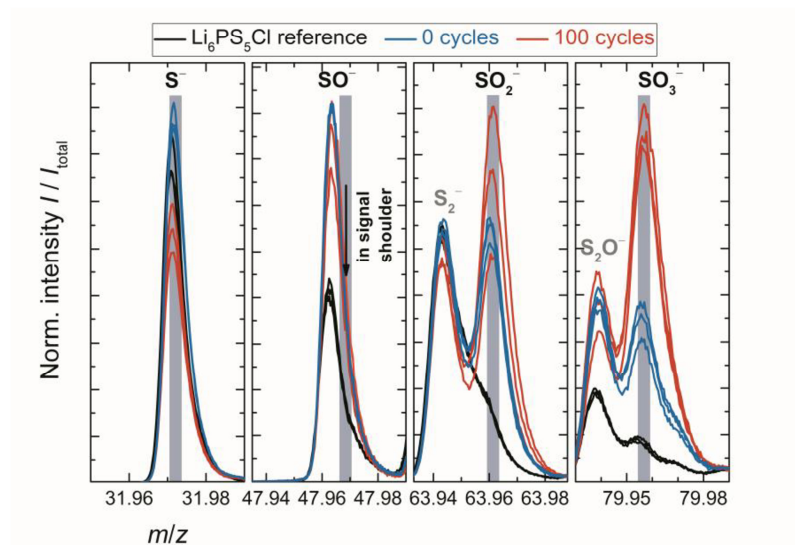 Li₆PS₅Cl reference 0 cycles 100 cycles
S⁻ SO⁻ SO₂⁻ SO₃⁻
Norm. intensity I / I_total
in signal
shoulder
S₂⁻
S₂O⁻
31.96 31.98 47.94 47.96 47.98 63.94 63.96 63.98 79.95 79.98
m/z